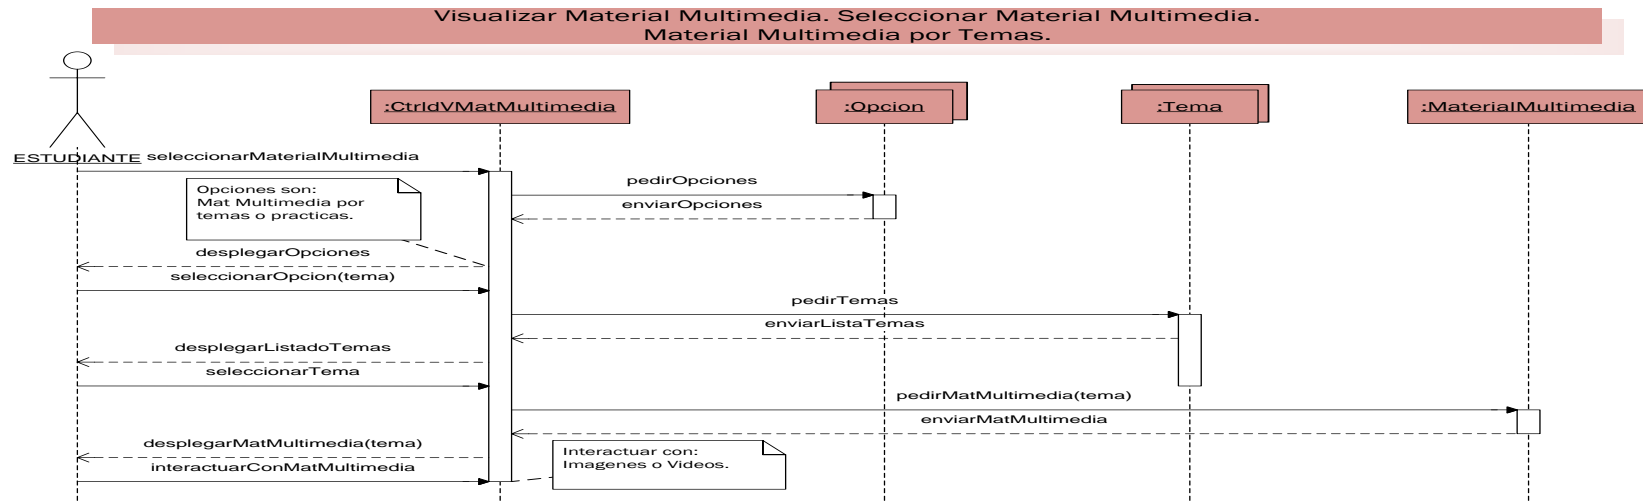 Visualizar Material Multimedia. Seleccionar Material Multimedia.
Material Multimedia por Temas.
:CtrldVMatMultimedia
:Opcion
:Tema
:MaterialMultimedia
ESTUDIANTE
seleccionarMaterialMultimedia
Opciones son:
Mat Multimedia por
temas o practicas.
pedirOpciones
enviarOpciones
desplegarOpciones
seleccionarOpcion(tema)
pedirTemas
enviarListaTemas
desplegarListadoTemas
seleccionarTema
pedirMatMultimedia(tema)
enviarMatMultimedia
desplegarMatMultimedia(tema)
Interactuar con:
Imagenes o Videos.
interactuarConMatMultimedia